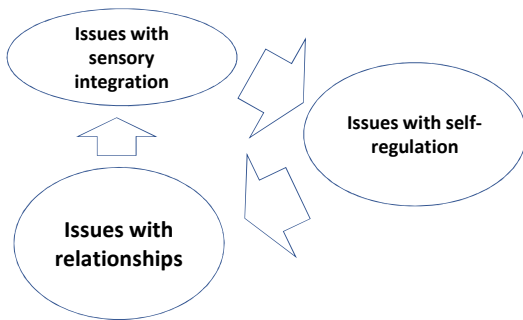 Issues with
sensory
integration
Issues with self-
regulation
Issues with
relationships